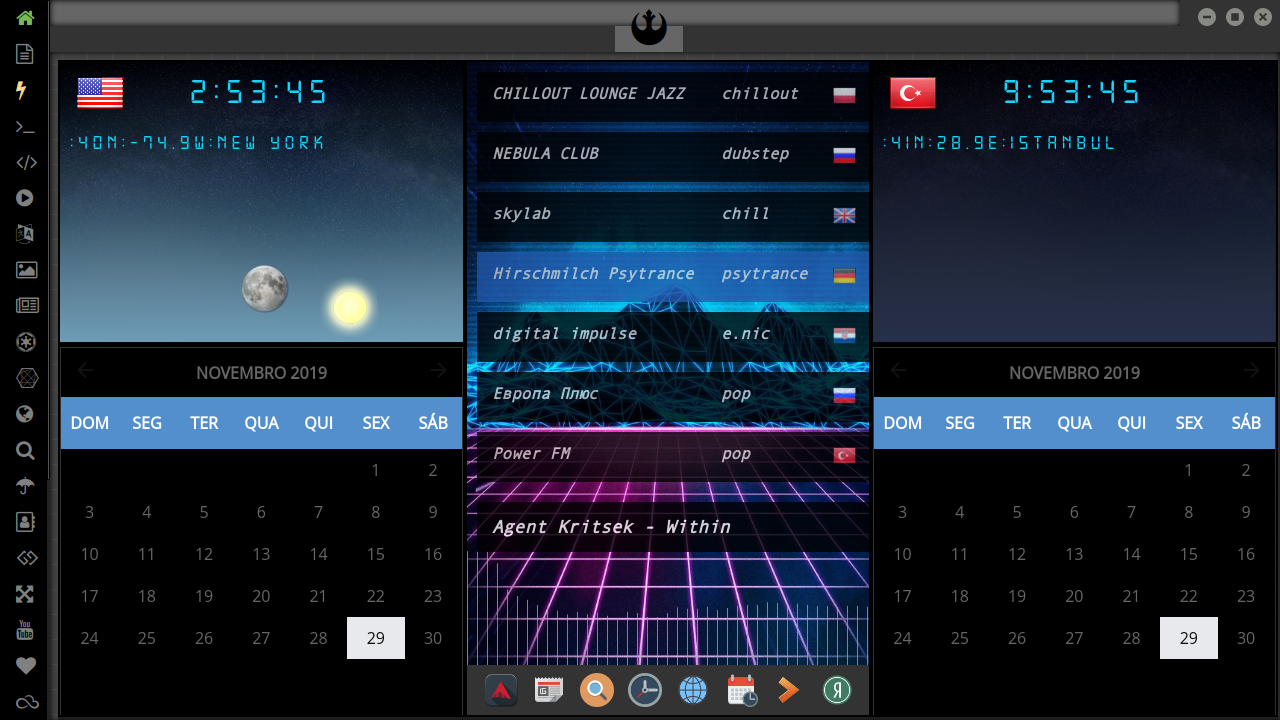 2:53:45
:40N:-74.9W:NEW YORK
NOVEMBRO 2019
DOM SEG TER QUA QUI SEX SÁB
1 2
3 4 5 6 7 8 9
10 11 12 13 14 15 16
17 18 19 20 21 22 23
24 25 26 27 28 29 30
CHILLOUT LOUNGE JAZZ chillout
NEBULA CLUB dubstep
skylab chill
Hirschmilch Psytrance psytrance
digital impulse e.nic
Европа Плюс pop
Power FM pop
Agent Kritsek - Within
Я
9:53:45
:41N:28.9E:ISTANBUL
NOVEMBRO 2019
DOM SEG TER QUA QUI SEX SÁB
1 2
3 4 5 6 7 8 9
10 11 12 13 14 15 16
17 18 19 20 21 22 23
24 25 26 27 28 29 30
You
Tube